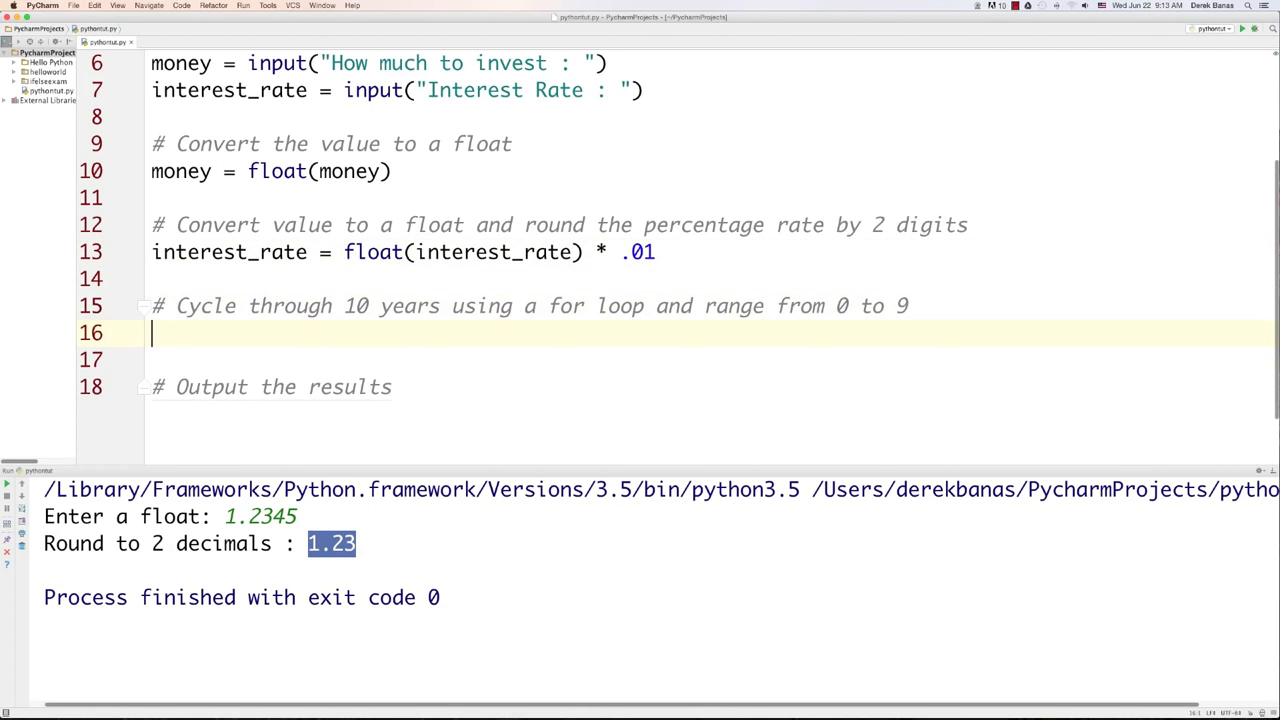 PyCharm File Edit View Navigate Code Refactor Run Tools VCS Window Help 10 Wed Jun 22 9:13 AM Derek Banas
pythontut.py - PycharmProjects - [~/PycharmProjects]
PycharmProjects pythontut.py pythontut
pythontut.py
PycharmProject
Hello Python
helloworld
ifelseexam
pythontut.py
External Librarie
6 money = input("How much to invest : ")
7 interest_rate = input("Interest Rate : ")
8
9 # Convert the value to a float
10 money = float(money)
11
12 # Convert value to a float and round the percentage rate by 2 digits
13 interest_rate = float(interest_rate) * .01
14
15 # Cycle through 10 years using a for loop and range from 0 to 9
16
17
18 # Output the results
Run pythontut
/Library/Frameworks/Python.framework/Versions/3.5/bin/python3.5 /Users/derekbanas/PycharmProjects/pytho
Enter a float: 1.2345
Round to 2 decimals : 1.23
Process finished with exit code 0
16:1 LF÷ UTF-8÷